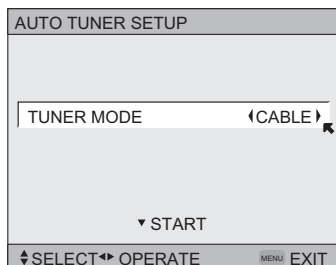 AUTO TUNER SETUP
TUNER MODE CABLE
START
SELECT OPERATE MENU EXIT